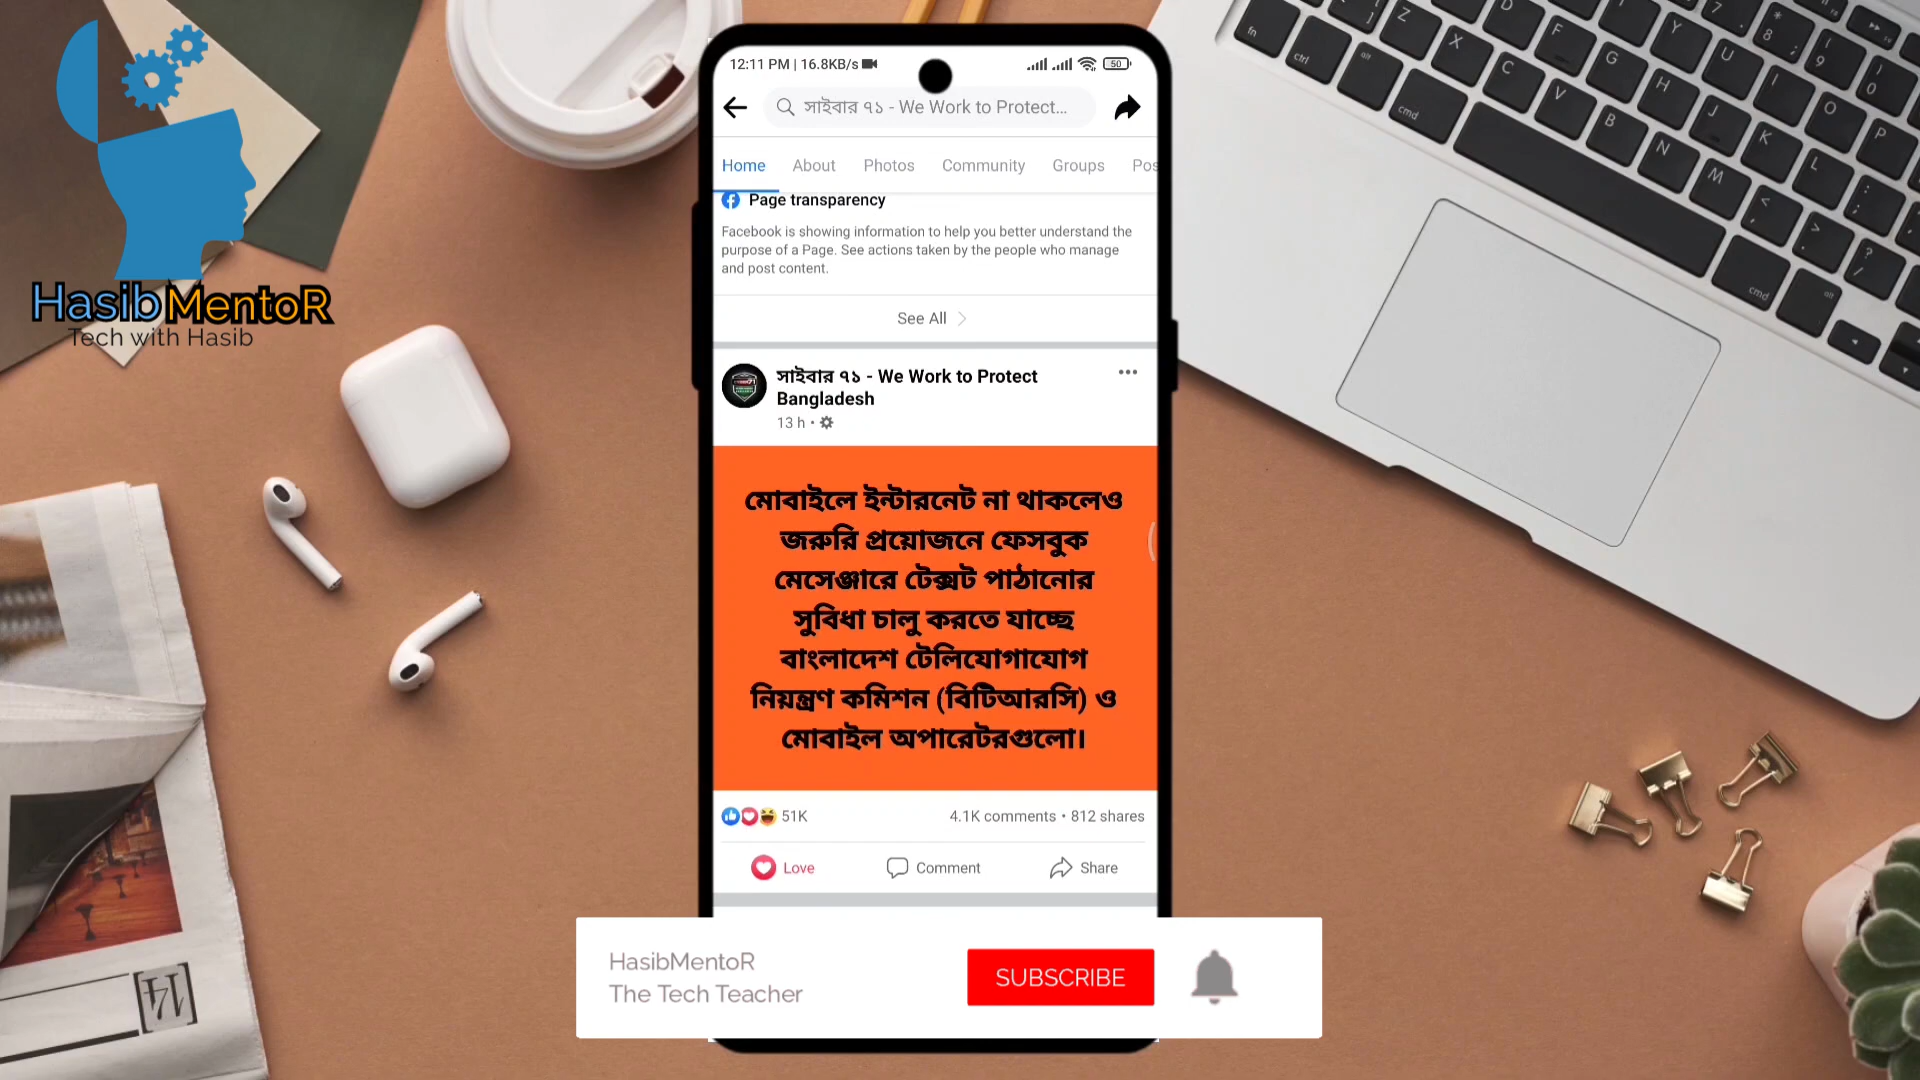 HasibMentoR
Tech with Hasib
12:11 PM | 16.8KB/s
50
সাইবার ৭১ - We Work to Protect...
Home About Photos Community Groups Pos
Page transparency
Facebook is showing information to help you better understand the
purpose of a Page. See actions taken by the people who manage
and post content.
See All
সাইবার ৭১ - We Work to Protect
Bangladesh
13 h
মোবাইলে ইন্টারনেট না থাকলেও
জরুরি প্রয়োজনে ফেসবুক
মেসেঞ্জারে টেক্সট পাঠানোর
সুবিধা চালু করতে যাচ্ছে
বাংলাদেশ টেলিযোগাযোগ
নিয়ন্ত্রণ কমিশন (বিটিআরসি) ও
মোবাইল অপারেটরগুলো।
51K
4.1K comments • 812 shares
Love Comment Share
HasibMentoR
The Tech Teacher
SUBSCRIBE